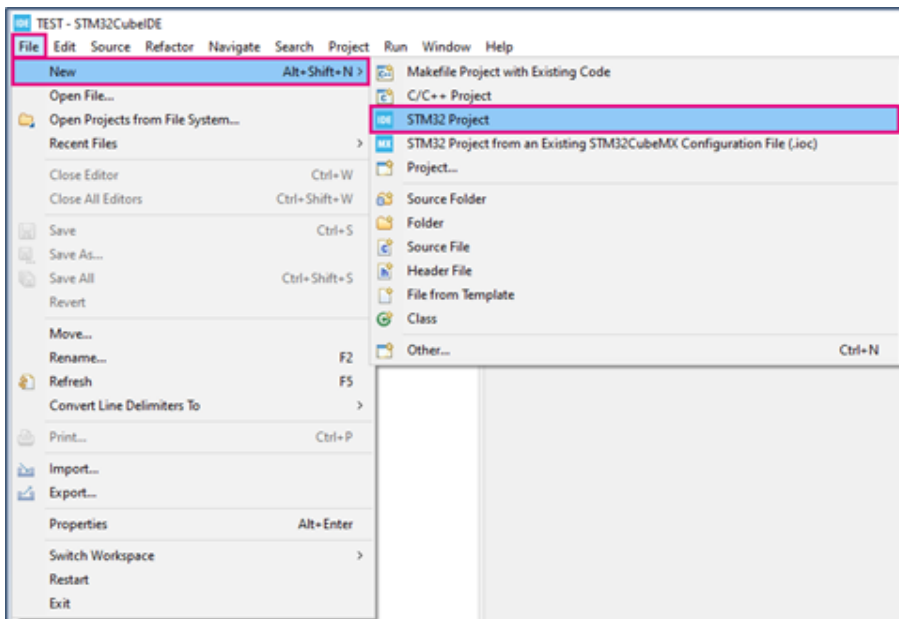 IDE TEST - STM32CubeIDE
File Edit Source Refactor Navigate Search Project Run Window Help
New Alt+Shift+N >
Open File...
Open Projects from File System...
Recent Files >
Close Editor Ctrl+W
Close All Editors Ctrl+Shift+W
Save Ctrl+S
Save As...
Save All Ctrl+Shift+S
Revert
Move...
Rename... F2
Refresh F5
Convert Line Delimiters To >
Print... Ctrl+P
Import...
Export...
Properties Alt+Enter
Switch Workspace >
Restart
Exit
Makefile Project with Existing Code
C/C++ Project
IDE STM32 Project
MX STM32 Project from an Existing STM32CubeMX Configuration File (.ioc)
Project...
Source Folder
Folder
Source File
Header File
File from Template
Class
Other... Ctrl+N